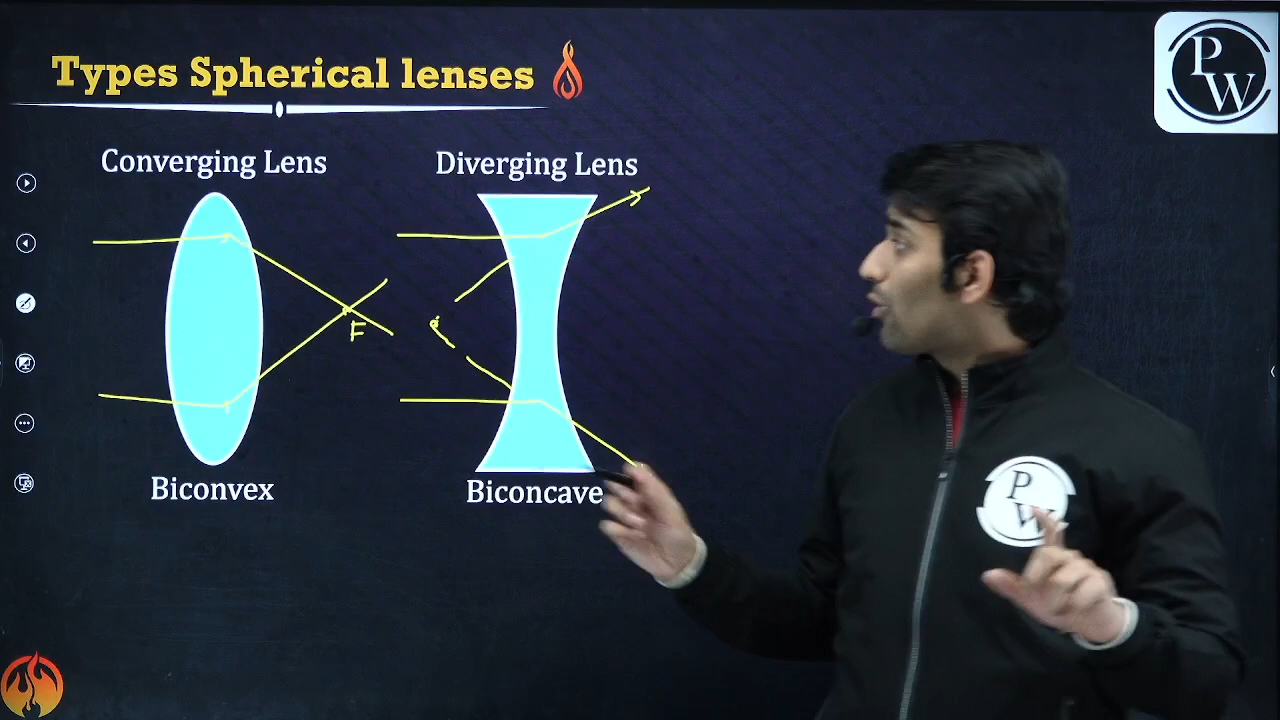 Types Spherical lenses
PW
Converging Lens
Diverging Lens
F
Biconvex
Biconcave
PW